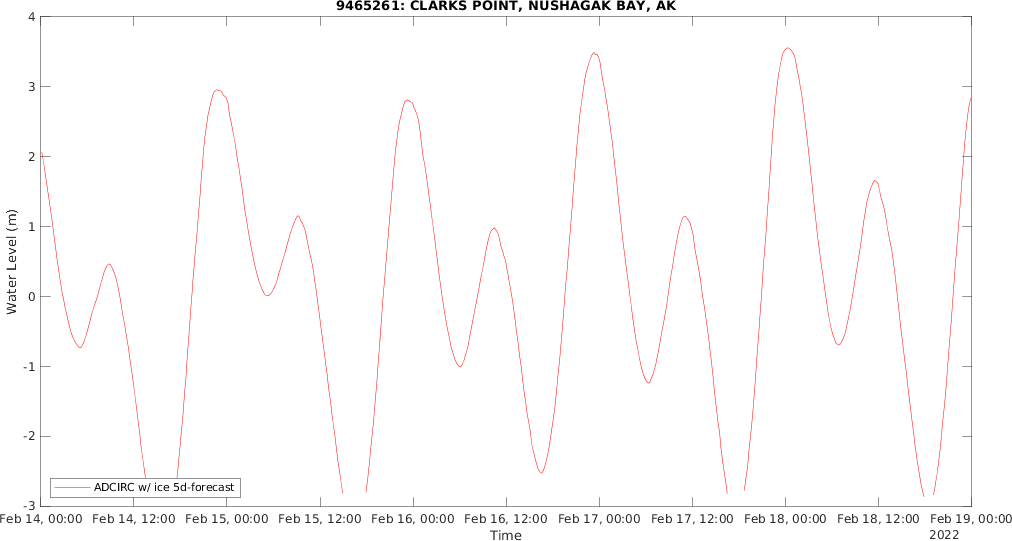 9465261: CLARKS POINT, NUSHAGAK BAY, AK
4
3
2
1
0
-1
-2
-3
Water Level (m)
ADCIRC w/ ice 5d-forecast
Feb 14, 00:00 Feb 14, 12:00 Feb 15, 00:00 Feb 15, 12:00 Feb 16, 00:00 Feb 16, 12:00 Feb 17, 00:00 Feb 17, 12:00 Feb 18, 00:00 Feb 18, 12:00 Feb 19, 00:00
Time
2022